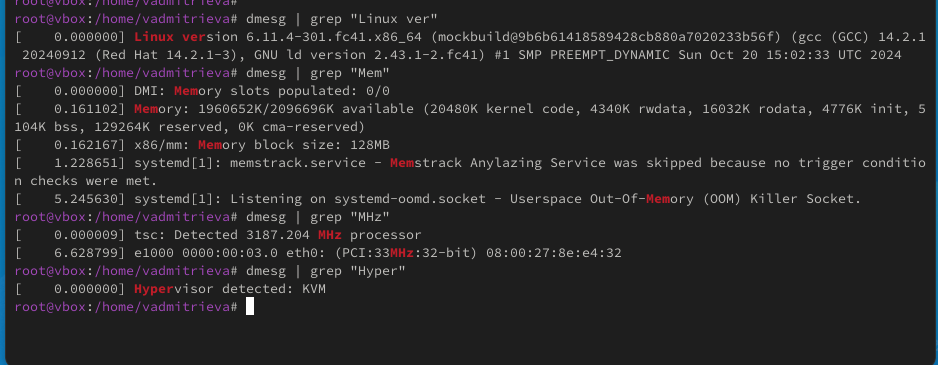 root@vbox:/home/vadmitrieva#
root@vbox:/home/vadmitrieva# dmesg | grep "Linux ver"
[    0.000000] Linux version 6.11.4-301.fc41.x86_64 (mockbuild@9b6b61418589428cb880a7020233b56f) (gcc (GCC) 14.2.1
 20240912 (Red Hat 14.2.1-3), GNU ld version 2.43.1-2.fc41) #1 SMP PREEMPT_DYNAMIC Sun Oct 20 15:02:33 UTC 2024
root@vbox:/home/vadmitrieva# dmesg | grep "Mem"
[    0.000000] DMI: Memory slots populated: 0/0
[    0.161102] Memory: 1960652K/2096696K available (20480K kernel code, 4340K rwdata, 16032K rodata, 4776K init, 5
104K bss, 129264K reserved, 0K cma-reserved)
[    0.162167] x86/mm: Memory block size: 128MB
[    1.228651] systemd[1]: memstrack.service - Memstrack Anylazing Service was skipped because no trigger conditio
n checks were met.
[    5.245630] systemd[1]: Listening on systemd-oomd.socket - Userspace Out-Of-Memory (OOM) Killer Socket.
root@vbox:/home/vadmitrieva# dmesg | grep "MHz"
[    0.000009] tsc: Detected 3187.204 MHz processor
[    6.628799] e1000 0000:00:03.0 eth0: (PCI:33MHz:32-bit) 08:00:27:8e:e4:32
root@vbox:/home/vadmitrieva# dmesg | grep "Hyper"
[    0.000000] Hypervisor detected: KVM
root@vbox:/home/vadmitrieva#